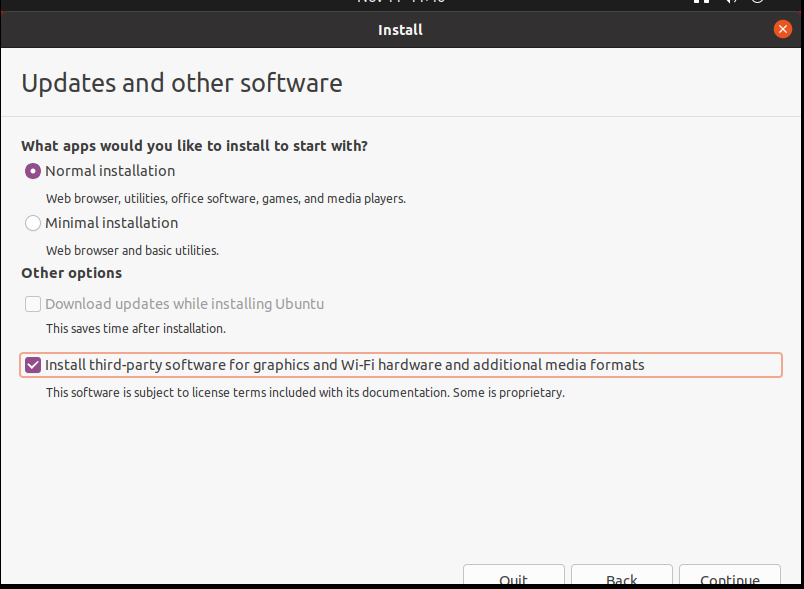 Install
Updates and other software
What apps would you like to install to start with?
Normal installation
Web browser, utilities, office software, games, and media players.
Minimal installation
Web browser and basic utilities.
Other options
Download updates while installing Ubuntu
This saves time after installation.
Install third-party software for graphics and Wi-Fi hardware and additional media formats
This software is subject to license terms included with its documentation. Some is proprietary.
Quit
Back
Continue